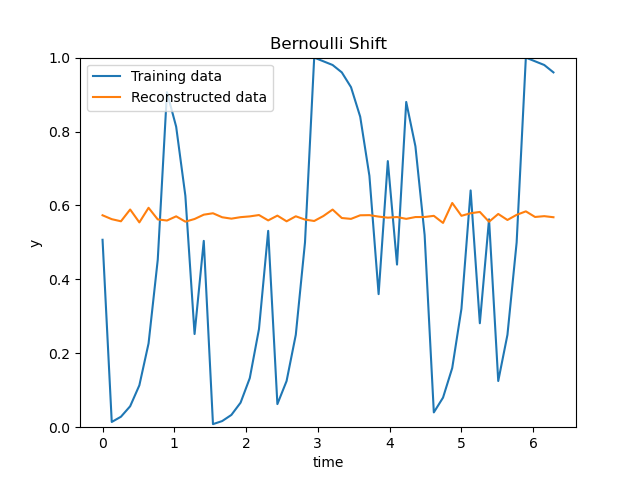 Bernoulli Shift
Training data
Reconstructed data
1.0
0.8
0.6
0.4
0.2
0.0
y
0 1 2 3 4 5 6
time